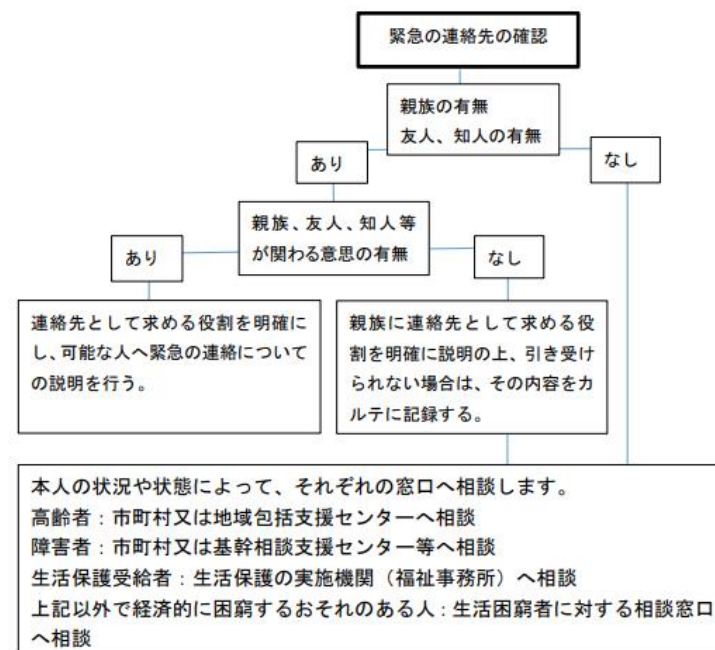 緊急の連絡先の確認
親族の有無
友人、知人の有無
あり
なし
親族、友人、知人等
が関わる意思の有無
あり
なし
連絡先として求める役割を明確に
し、可能な人へ緊急の連絡につい
ての説明を行う。
親族に連絡先として求める役
割を明確に説明の上、引き受け
られない場合は、その内容をカ
ルテに記録する。
本人の状況や状態によって、それぞれの窓口へ相談します。
高齢者：市町村又は地域包括支援センターへ相談
障害者：市町村又は基幹相談支援センター等へ相談
生活保護受給者：生活保護の実施機関（福祉事務所）へ相談
上記以外で経済的に困窮するおそれのある人：生活困窮者に対する相談窓口
へ相談